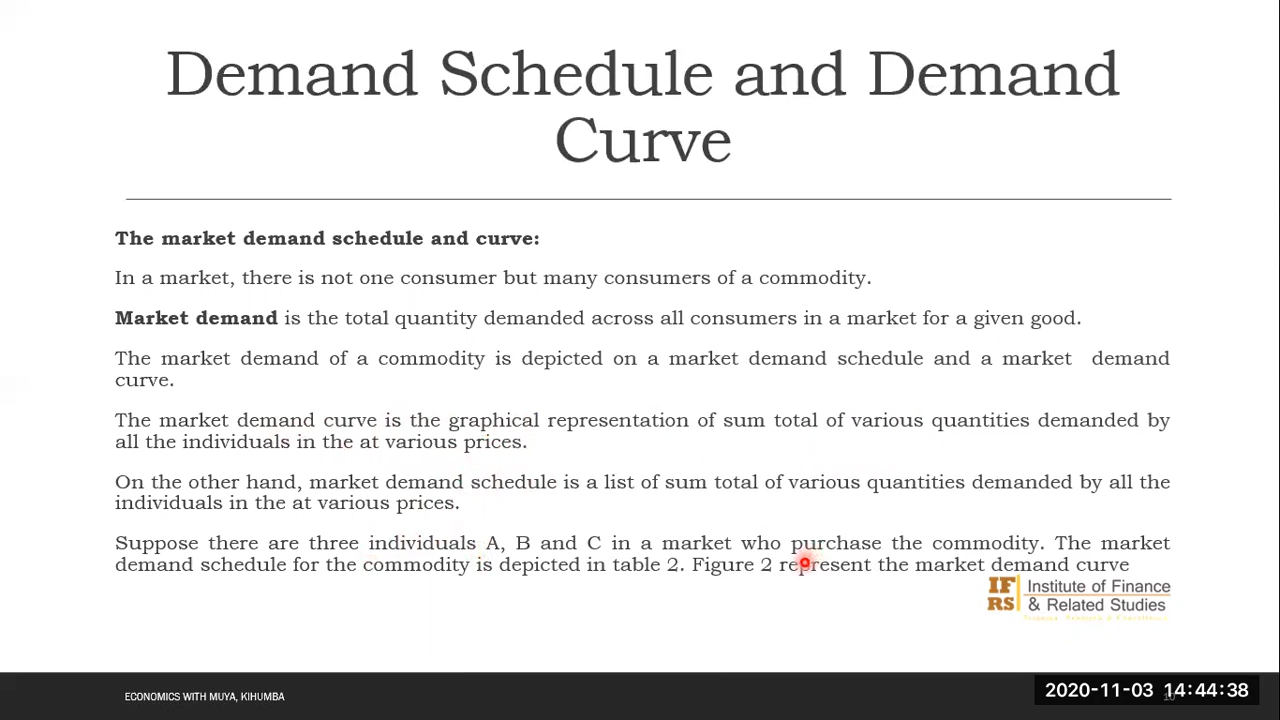 Demand Schedule and Demand
Curve
The market demand schedule and curve:
In a market, there is not one consumer but many consumers of a commodity.
Market demand is the total quantity demanded across all consumers in a market for a given good.
The market demand of a commodity is depicted on a market demand schedule and a market demand
curve.
The market demand curve is the graphical representation of sum total of various quantities demanded by
all the individuals in the at various prices.
On the other hand, market demand schedule is a list of sum total of various quantities demanded by all the
individuals in the at various prices.
Suppose there are three individuals A, B and C in a market who purchase the commodity. The market
demand schedule for the commodity is depicted in table 2. Figure 2 represent the market demand curve
IF Institute of Finance
RS & Related Studies
ECONOMICS WITH MUYA, KIHUMBA
2020-11-03 14:44:38